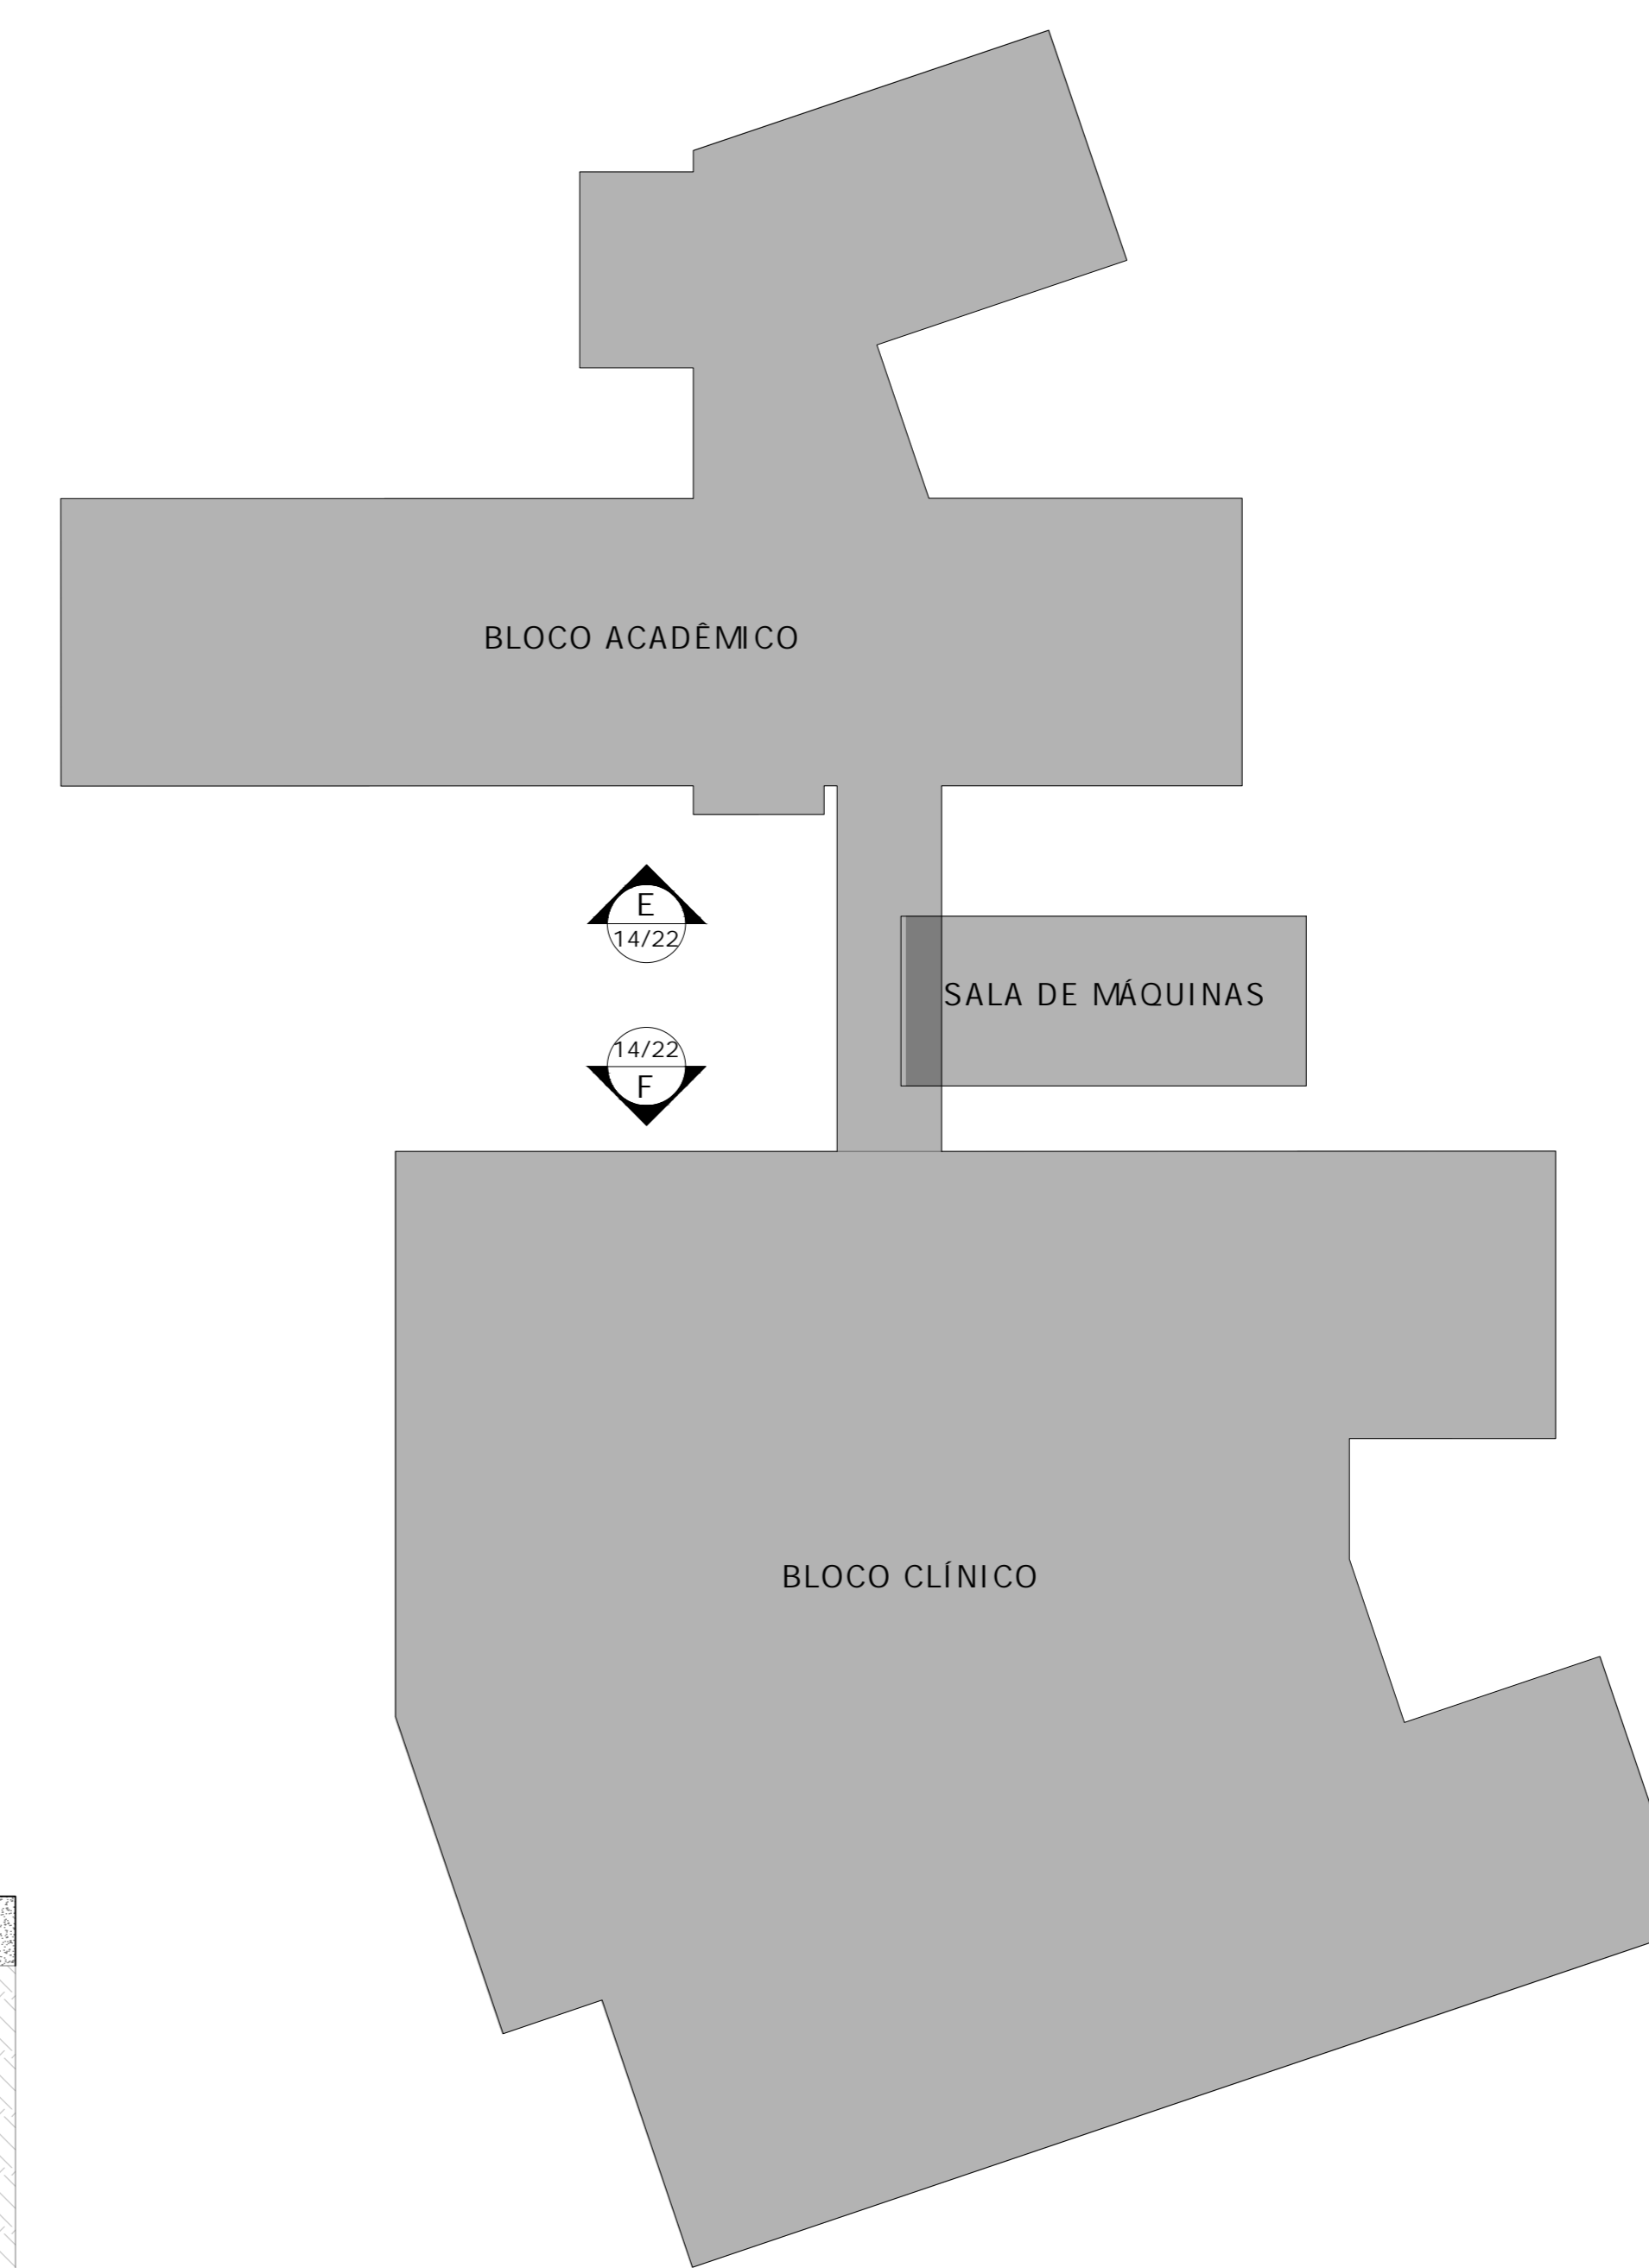 BLOCO ACADÊMICO
E
14/22
SALA DE MÁQUINAS
14/22
F
BLOCO CLÍNICO